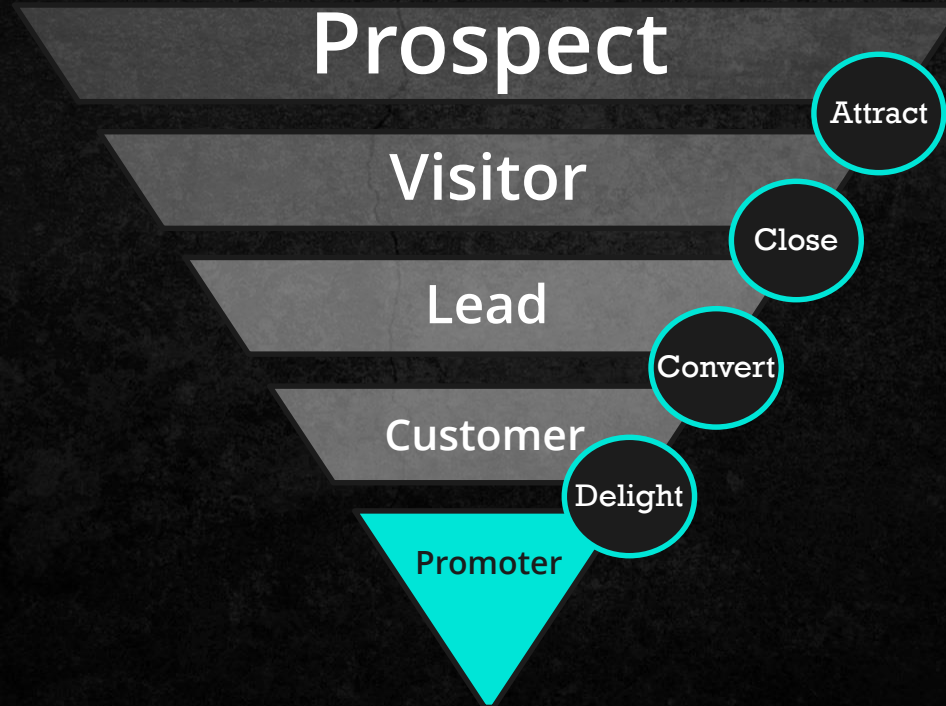 Prospect
Attract
Visitor
Close
Lead
Convert
Customer
Delight
Promoter